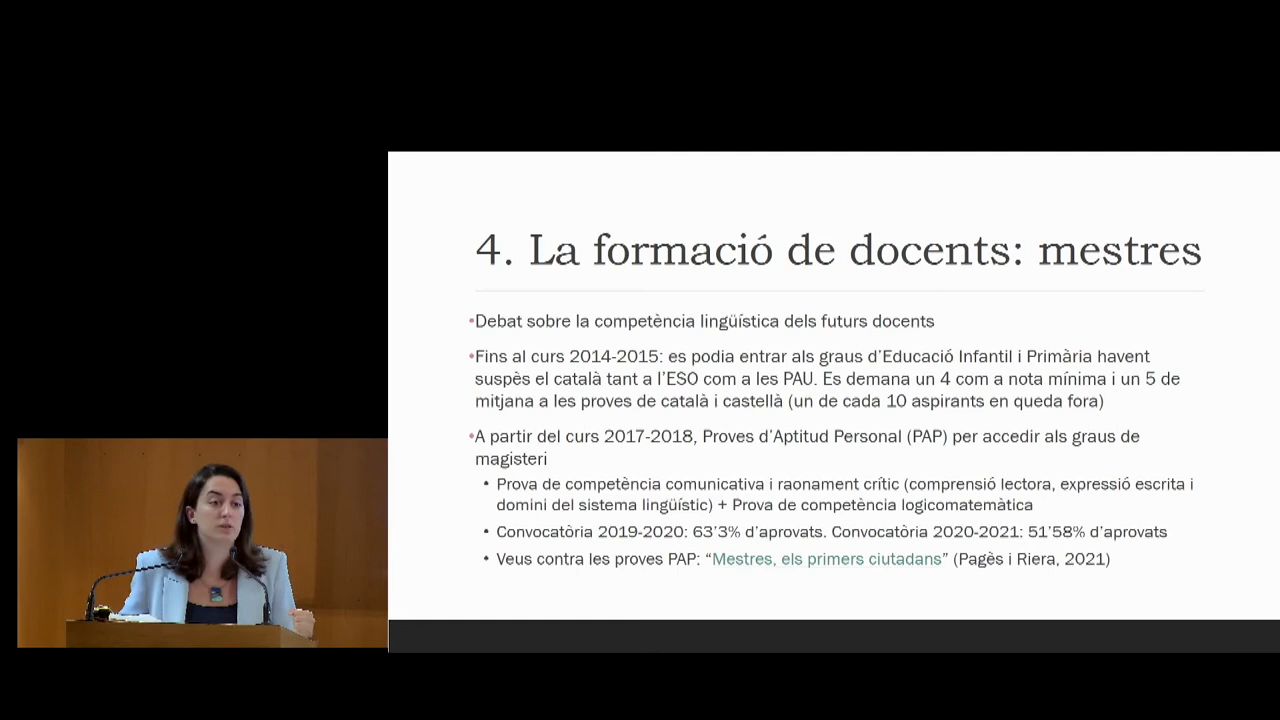 4. La formació de docents: mestres
•Debat sobre la competència lingüística dels futurs docents
•Fins al curs 2014-2015: es podia entrar als graus d'Educació Infantil i Primària havent
suspès el català tant a l'ESO com a les PAU. Es demana un 4 com a nota mínima i un 5 de
mitjana a les proves de català i castellà (un de cada 10 aspirants en queda fora)
•A partir del curs 2017-2018, Proves d'Aptitud Personal (PAP) per accedir als graus de
magisteri
• Prova de competència comunicativa i raonament crític (comprensió lectora, expressió escrita i
domini del sistema lingüístic) + Prova de competència logicomatemàtica
• Convocatòria 2019-2020: 63'3% d'aprovats. Convocatòria 2020-2021: 51'58% d'aprovats
• Veus contra les proves PAP: “Mestres, els primers ciutadans” (Pagès i Riera, 2021)